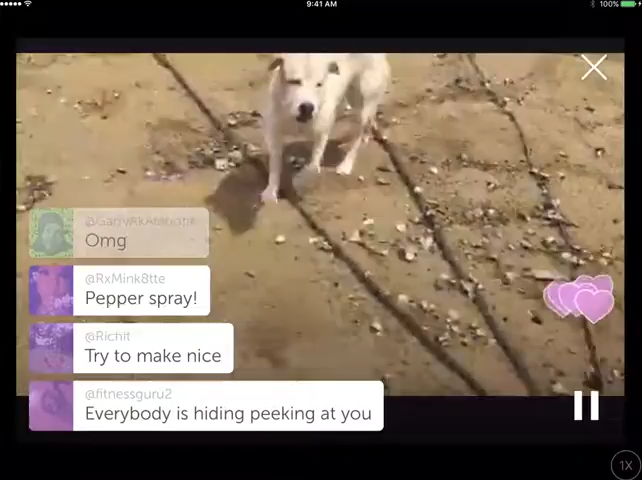 9:41 AM
100%
Omg
@RxMink8tte
Pepper spray!
@Richit
Try to make nice
@fitnessguru2
Everybody is hiding peeking at you
1X